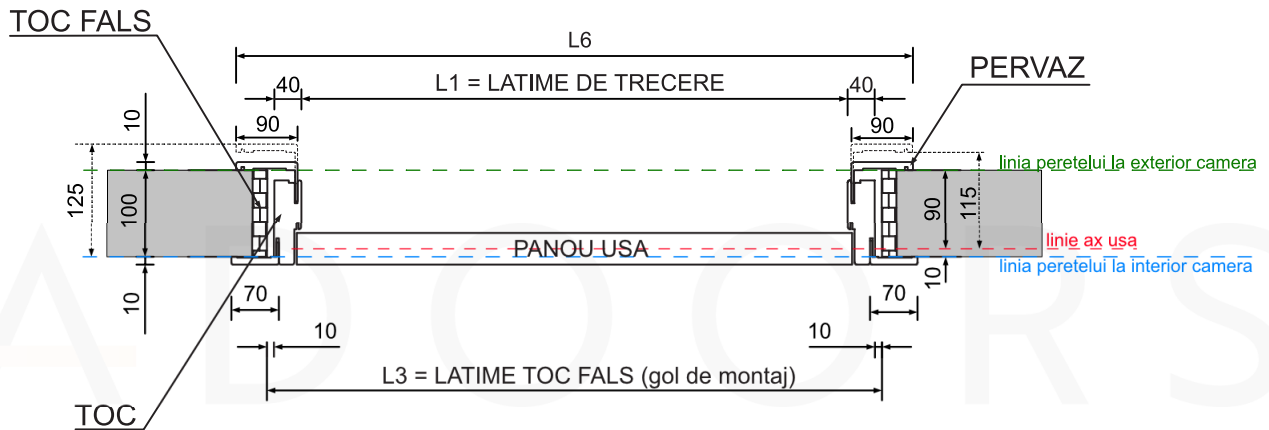 TOC FALS
L6
L1 = LATIME DE TRECERE
PERVAZ
40
40
10
90
90
linia peretelui la exterior camera
125
100
90
115
linie ax usa
PANOU USA
linia peretelui la interior camera
10
10
70
70
10
10
L3 = LATIME TOC FALS (gol de montaj)
TOC
ADOORS